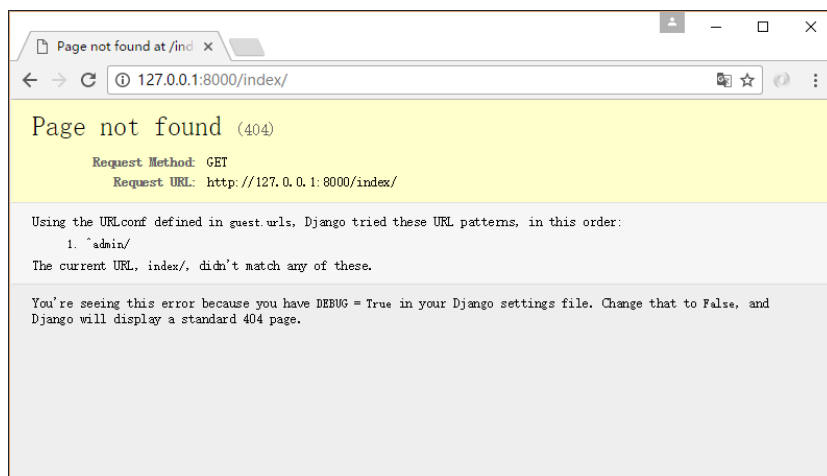 Page not found at /ind
127.0.0.1:8000/index/
Page not found (404)
Request Method: GET
Request URL: http://127.0.0.1:8000/index/
Using the URLconf defined in guest.urls, Django tried these URL patterns, in this order:
1. ^admin/
The current URL, index/, didn't match any of these.
You're seeing this error because you have DEBUG = True in your Django settings file. Change that to False, and
Django will display a standard 404 page.